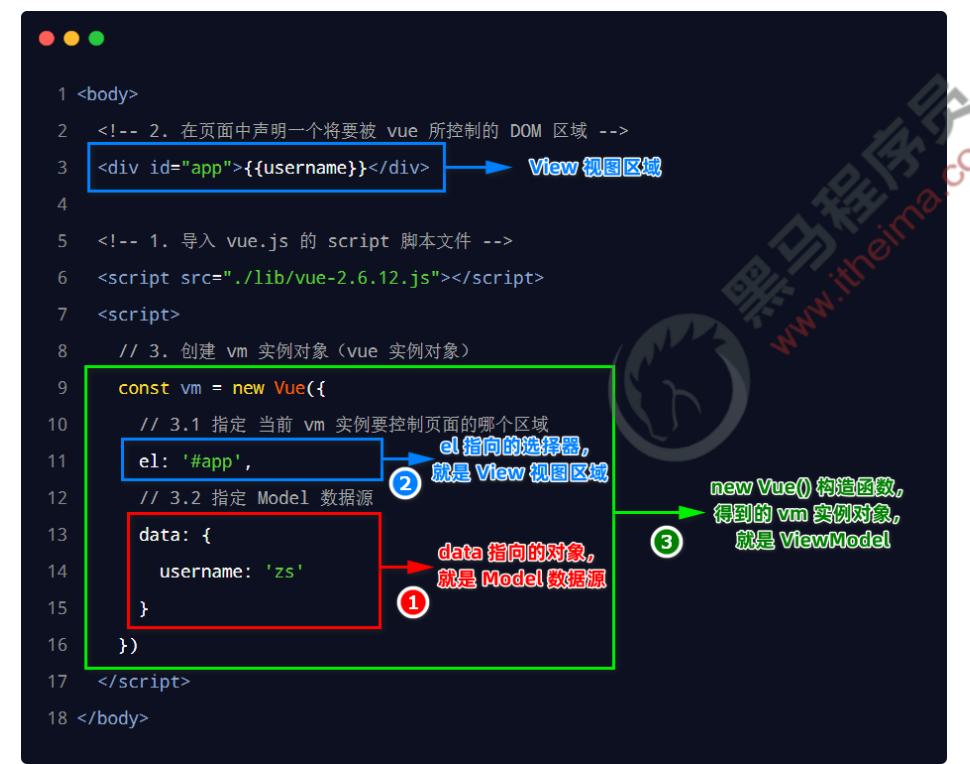 1 <body>
2 <!-- 2. 在页面中声明一个将要被 vue 所控制的 DOM 区域 -->
3 <div id="app">{{username}}</div>
View 视图区域
4
5 <!-- 1. 导入 vue.js 的 script 脚本文件 -->
6 <script src="./lib/vue-2.6.12.js"></script>
7 <script>
8 // 3. 创建 vm 实例对象（vue 实例对象）
9 const vm = new Vue({
10 // 3.1 指定 当前 vm 实例要控制页面的哪个区域
11 el: '#app',
2
el 指向的选择器，
就是 View 视图区域
12 // 3.2 指定 Model 数据源
13 data: {
14 username: 'zs'
15 }
1
data 指向的对象，
就是 Model 数据源
16 })
3
new Vue() 构造函数，
得到的 vm 实例对象，
就是 ViewModel
17 </script>
18 </body>
黑马程序员
www.itheima.co